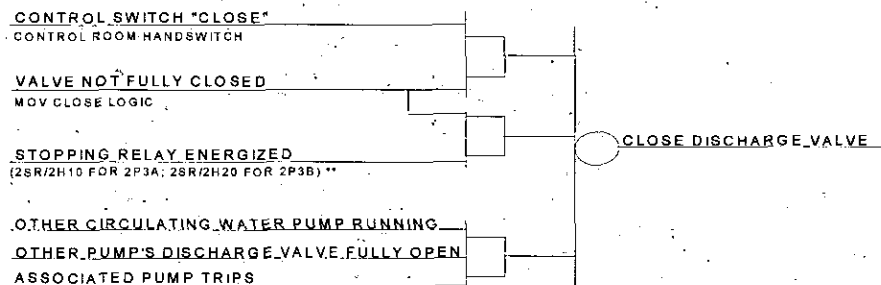 CONTROL SWITCH "CLOSE"
CONTROL ROOM HANDSWITCH
VALVE NOT FULLY CLOSED
MOV CLOSE LOGIC
STOPPING RELAY ENERGIZED
(2SR/2H10 FOR 2P3A; 2SR/2H20 FOR 2P3B) **
CLOSE DISCHARGE VALVE
OTHER CIRCULATING WATER PUMP RUNNING
OTHER PUMP'S DISCHARGE VALVE FULLY OPEN
ASSOCIATED PUMP TRIPS